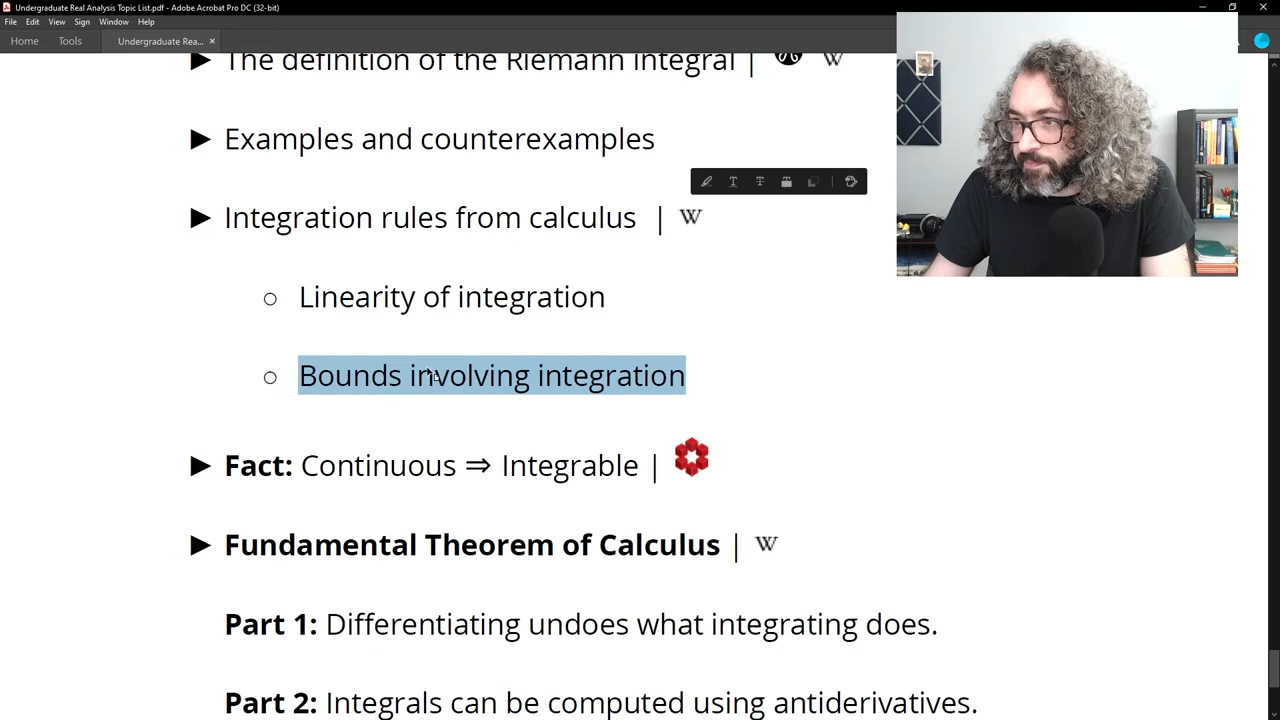 Undergraduate Real Analysis Topic List.pdf - Adobe Acrobat Pro DC (32-bit)
File Edit View Sign Window Help
Home Tools Undergraduate Rea... ×
► The definition of the Riemann integral | W
► Examples and counterexamples
► Integration rules from calculus | W
○ Linearity of integration
○ Bounds involving integration
► Fact: Continuous ⇒ Integrable |
► Fundamental Theorem of Calculus | W
Part 1: Differentiating undoes what integrating does.
Part 2: Integrals can be computed using antiderivatives.